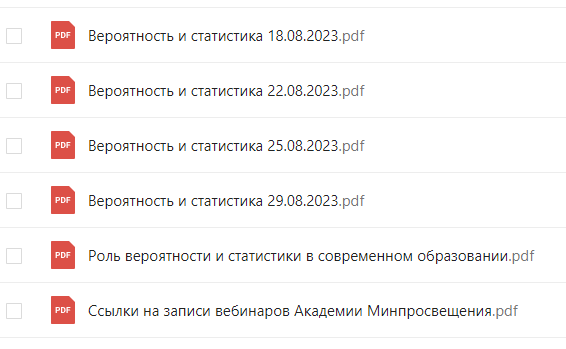 PDF Вероятность и статистика 18.08.2023.pdf
PDF Вероятность и статистика 22.08.2023.pdf
PDF Вероятность и статистика 25.08.2023.pdf
PDF Вероятность и статистика 29.08.2023.pdf
PDF Роль вероятности и статистики в современном образовании.pdf
PDF Ссылки на записи вебинаров Академии Минпросвещения.pdf